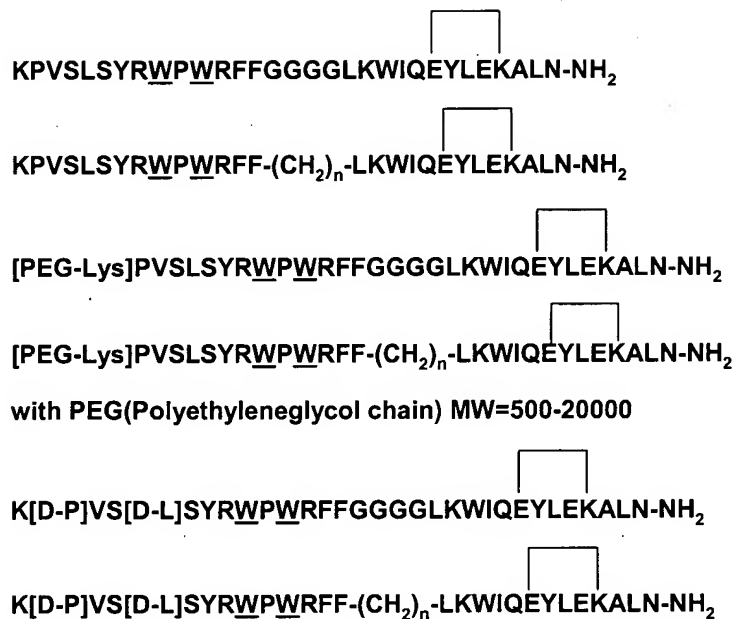 KPVSLSYRWPWRFFGGGGLKWIQEYLEKALN-NH₂
KPVSLSYRWPWRFF-(CH₂)ₙ-LKWIQEYLEKALN-NH₂
[PEG-Lys]PVSLSYRWPWRFFGGGGLKWIQEYLEKALN-NH₂
[PEG-Lys]PVSLSYRWPWRFF-(CH₂)ₙ-LKWIQEYLEKALN-NH₂
with PEG(Polyethyleneglycol chain) MW=500-20000
K[D-P]VS[D-L]SYRWPWRFFGGGGLKWIQEYLEKALN-NH₂
K[D-P]VS[D-L]SYRWPWRFF-(CH₂)ₙ-LKWIQEYLEKALN-NH₂